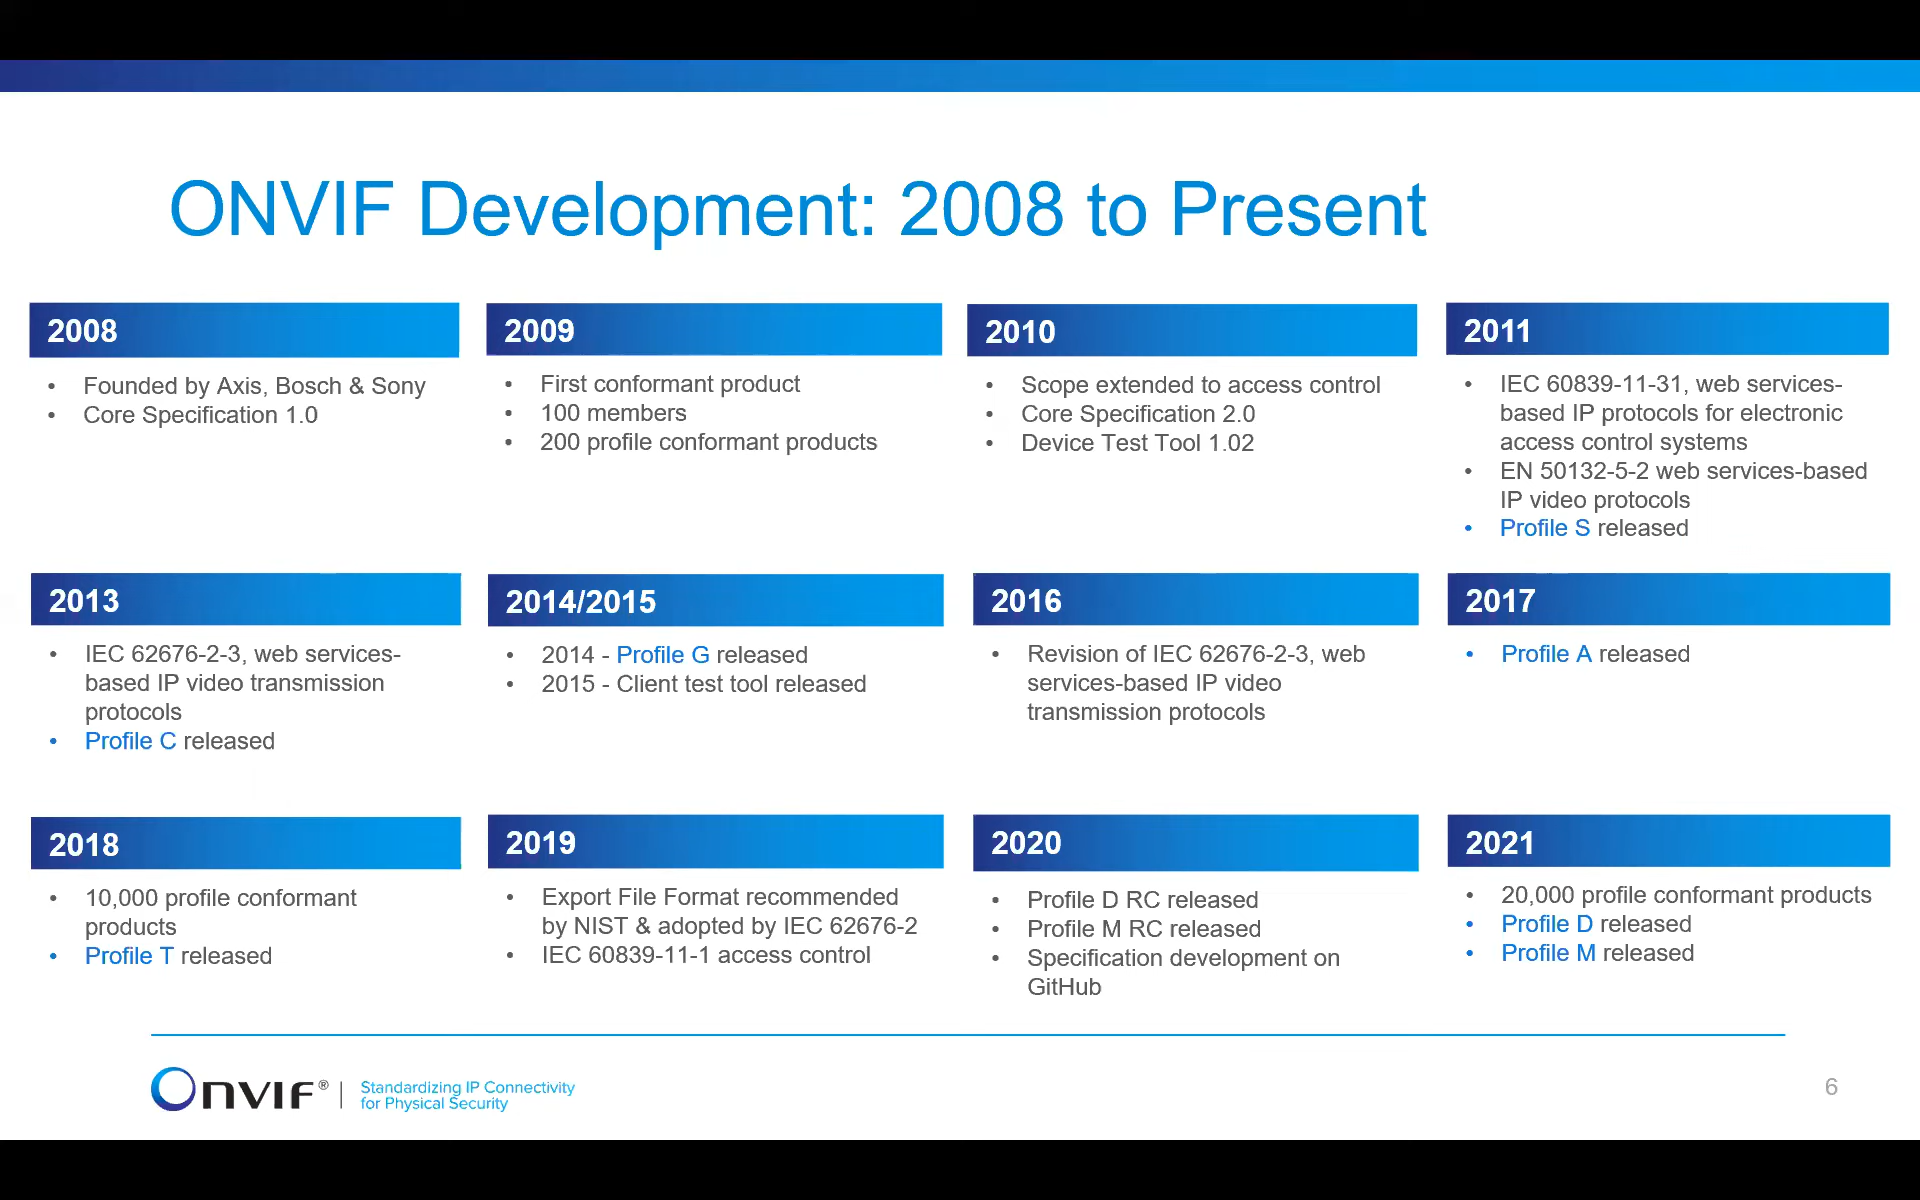 ONVIF Development: 2008 to Present
2008
• Founded by Axis, Bosch & Sony
• Core Specification 1.0
2009
• First conformant product
• 100 members
• 200 profile conformant products
2010
• Scope extended to access control
• Core Specification 2.0
• Device Test Tool 1.02
2011
• IEC 60839-11-31, web services-
based IP protocols for electronic
access control systems
• EN 50132-5-2 web services-based
IP video protocols
• Profile S released
2013
• IEC 62676-2-3, web services-
based IP video transmission
protocols
• Profile C released
2014/2015
• 2014 - Profile G released
• 2015 - Client test tool released
2016
• Revision of IEC 62676-2-3, web
services-based IP video
transmission protocols
2017
• Profile A released
2018
• 10,000 profile conformant
products
• Profile T released
2019
• Export File Format recommended
by NIST & adopted by IEC 62676-2
• IEC 60839-11-1 access control
2020
• Profile D RC released
• Profile M RC released
• Specification development on
GitHub
2021
• 20,000 profile conformant products
• Profile D released
• Profile M released
ONVIF® | Standardizing IP Connectivity
for Physical Security
6